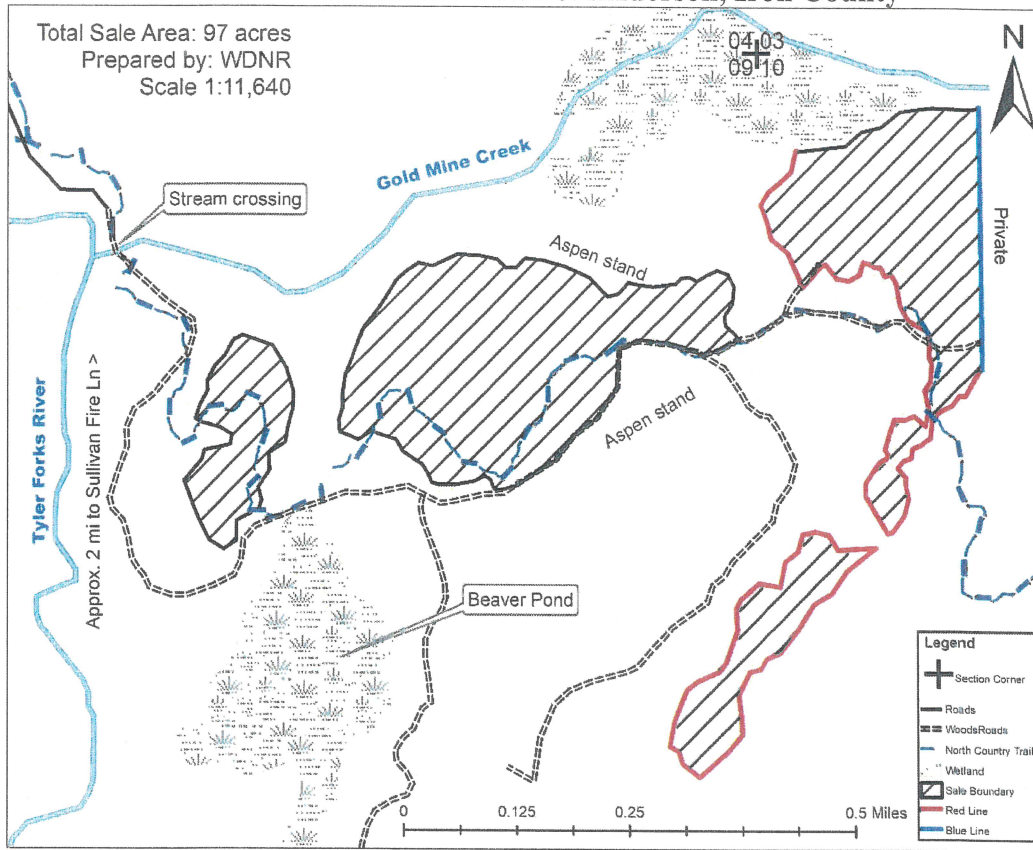 Anderson, Iron County
Total Sale Area: 97 acres
Prepared by: WDNR
Scale 1:11,640
04 03
09 10
N
Gold Mine Creek
Stream crossing
Aspen stand
Private
Tyler Forks River
Approx. 2 mi to Sullivan Fire Ln >
Aspen stand
Beaver Pond
Legend
Section Corner
Roads
WoodsRoads
North Country Trail
Wetland
Sale Boundary
Red Line
Blue Line
0 0.125 0.25 0.5 Miles